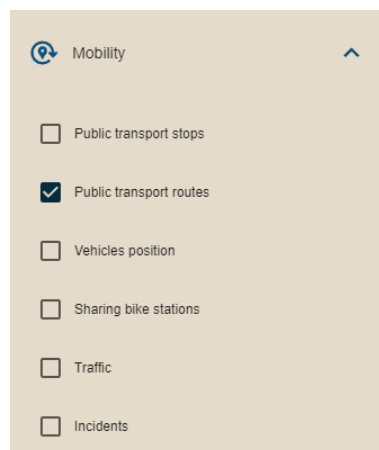 Mobility
Public transport stops
Public transport routes
Vehicles position
Sharing bike stations
Traffic
Incidents